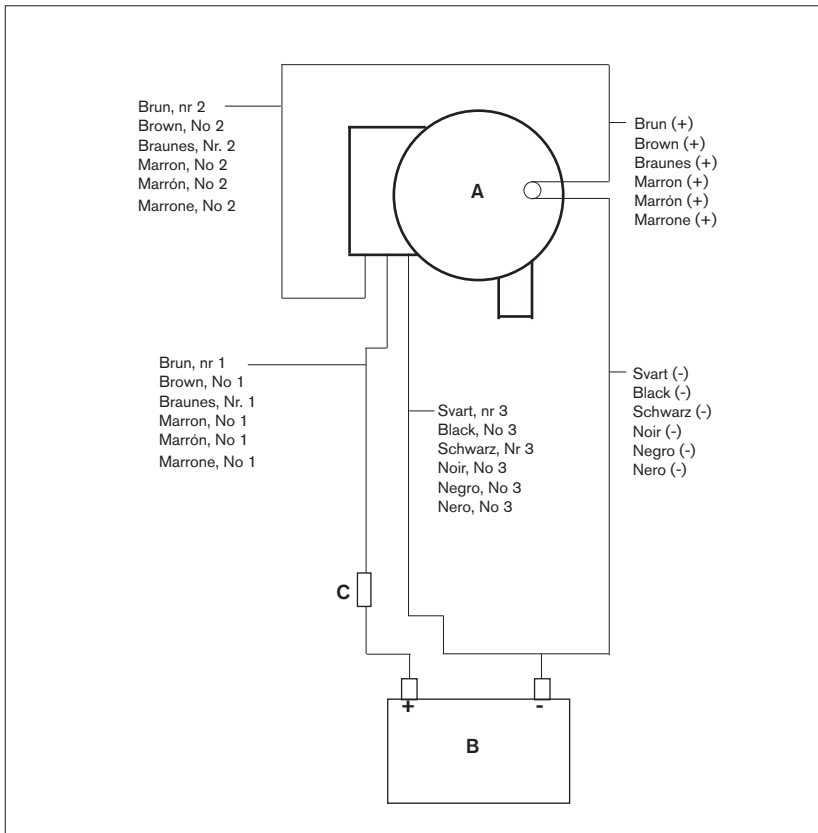 Brun, nr 2
Brown, No 2
Braunes, Nr. 2
Marron, No 2
Marrón, No 2
Marrone, No 2
A
Brun (+)
Brown (+)
Braunes (+)
Marron (+)
Marrón (+)
Marrone (+)
Brun, nr 1
Brown, No 1
Braunes, Nr. 1
Marron, No 1
Marrón, No 1
Marrone, No 1
Svart, nr 3
Black, No 3
Schwarz, Nr 3
Noir, No 3
Negro, No 3
Nero, No 3
Svart (-)
Black (-)
Schwarz (-)
Noir (-)
Negro (-)
Nero (-)
C
+ -
B